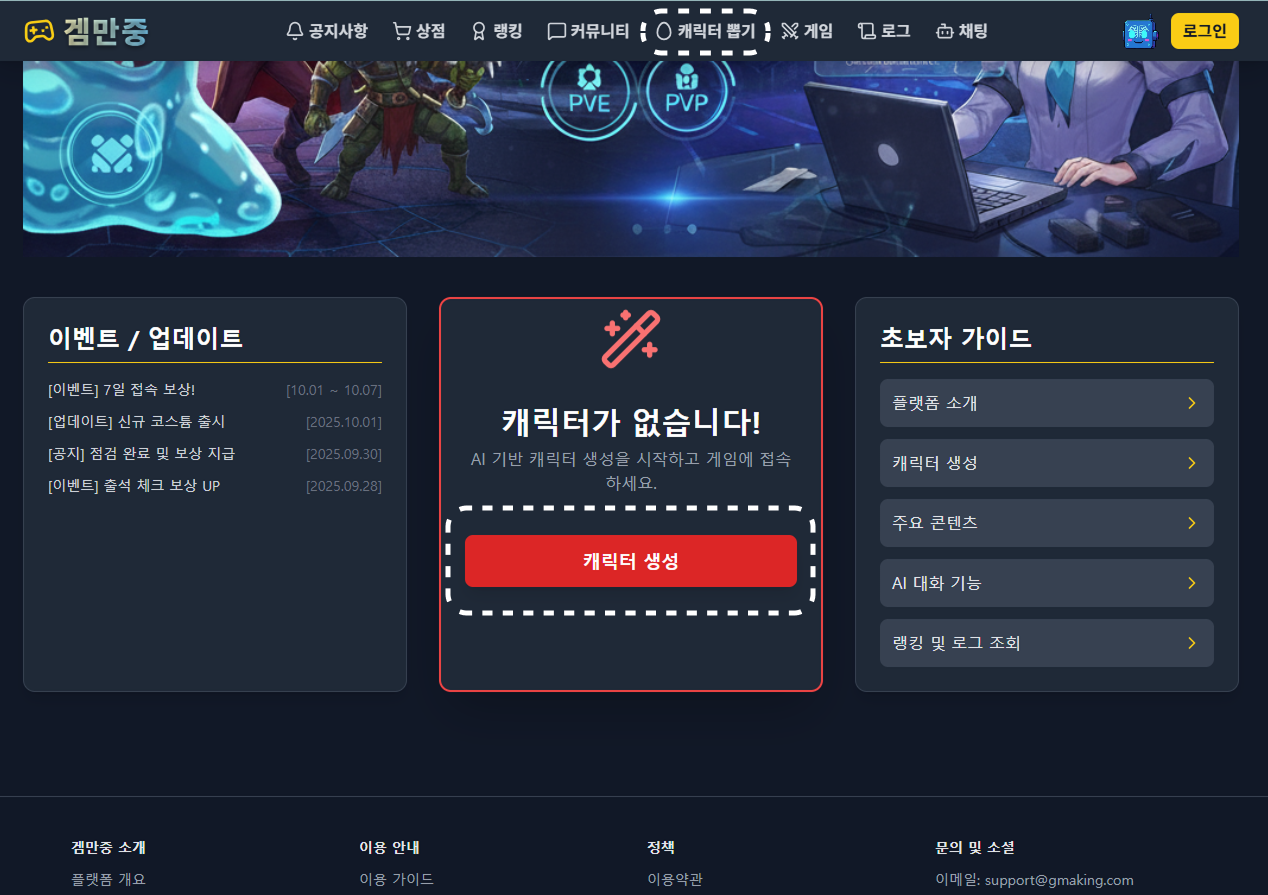 겜만중
공지사항
상점
랭킹
커뮤니티
캐릭터 뽑기
게임
로그
채팅
로그인
PVE
PVP
이벤트 / 업데이트
[이벤트] 7일 접속 보상! [10.01 ~ 10.07]
[업데이트] 신규 코스튬 출시 [2025.10.01]
[공지] 점검 완료 및 보상 지급 [2025.09.30]
[이벤트] 출석 체크 보상 UP [2025.09.28]
캐릭터가 없습니다!
AI 기반 캐릭터 생성을 시작하고 게임에 접속
하세요.
캐릭터 생성
초보자 가이드
플랫폼 소개
캐릭터 생성
주요 콘텐츠
AI 대화 기능
랭킹 및 로그 조회
겜만중 소개
플랫폼 개요
이용 안내
이용 가이드
정책
이용약관
문의 및 소셜
이메일: support@gmaking.com